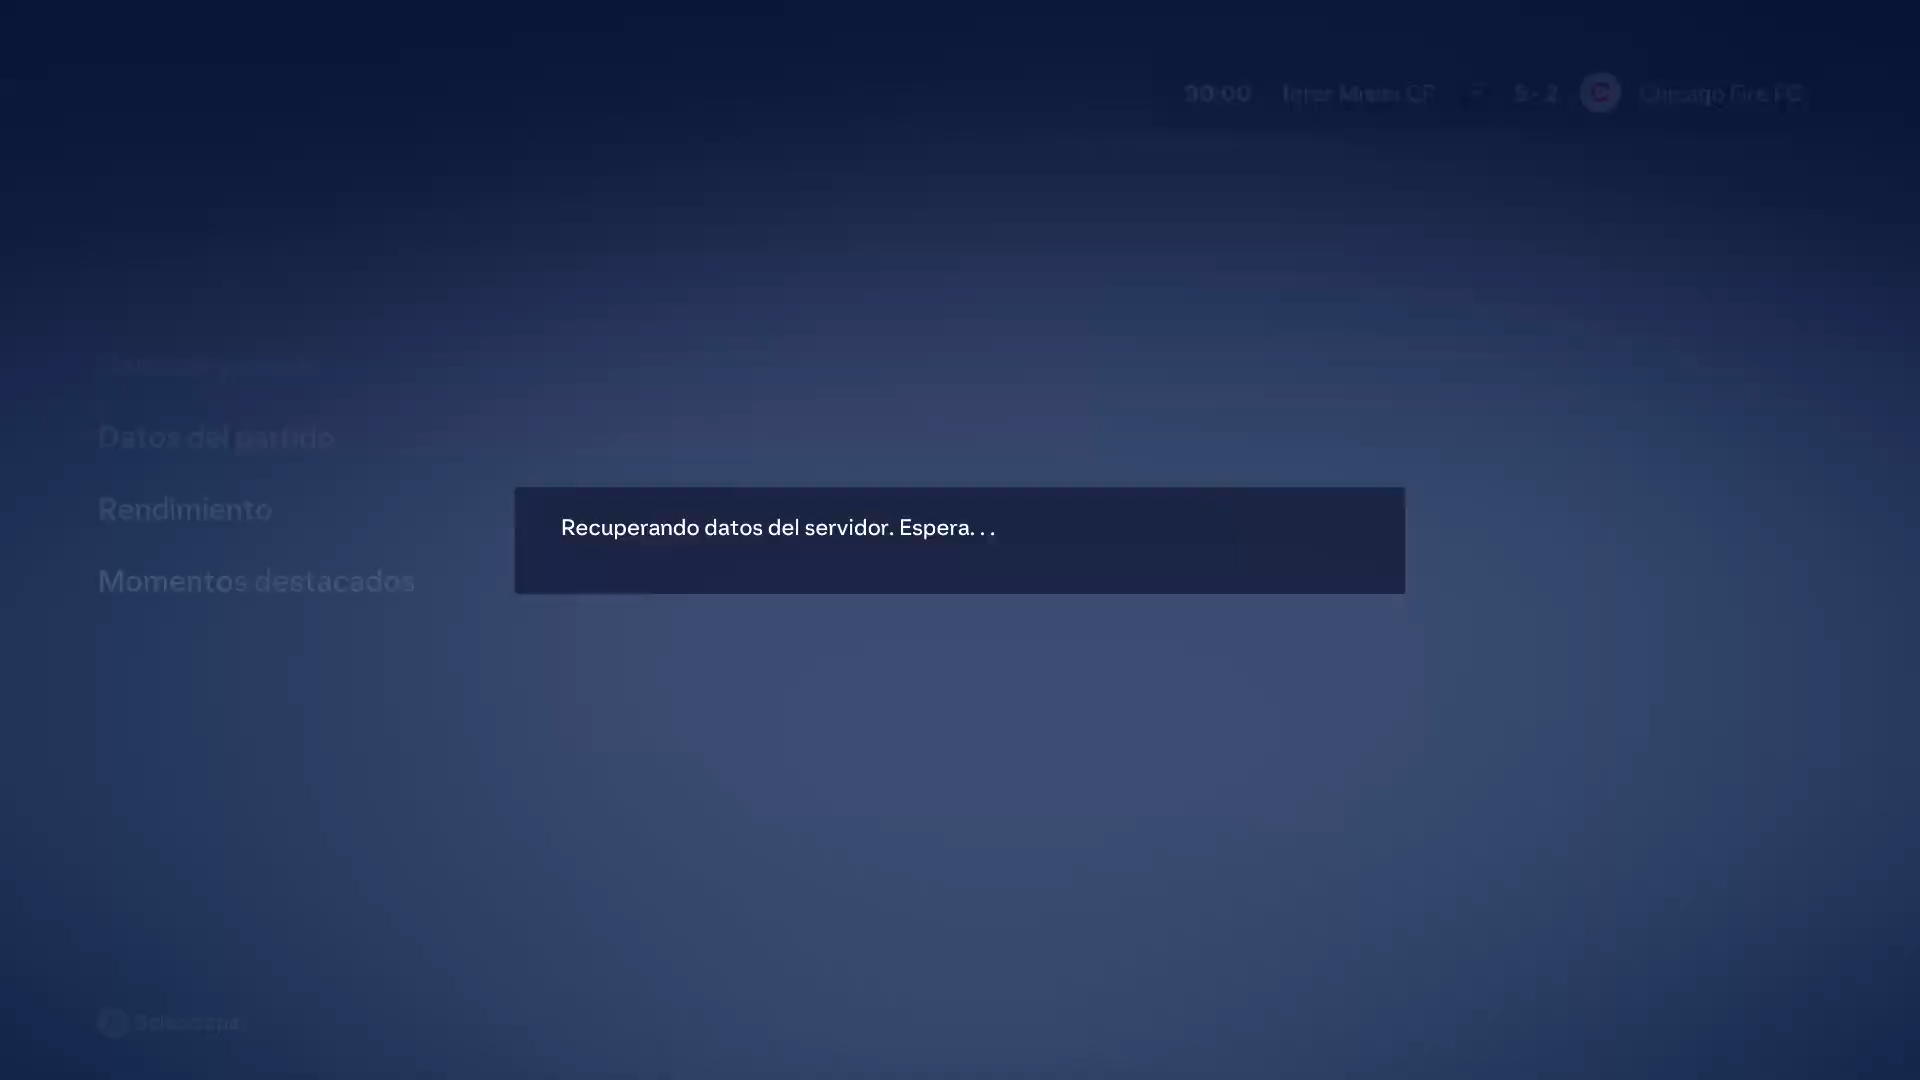 90:00 Inter Miami CF 5 - 2 Chicago Fire FC
Datos del partido
Rendimiento
Momentos destacados
Recuperando datos del servidor. Espera. . .
Seleccionar